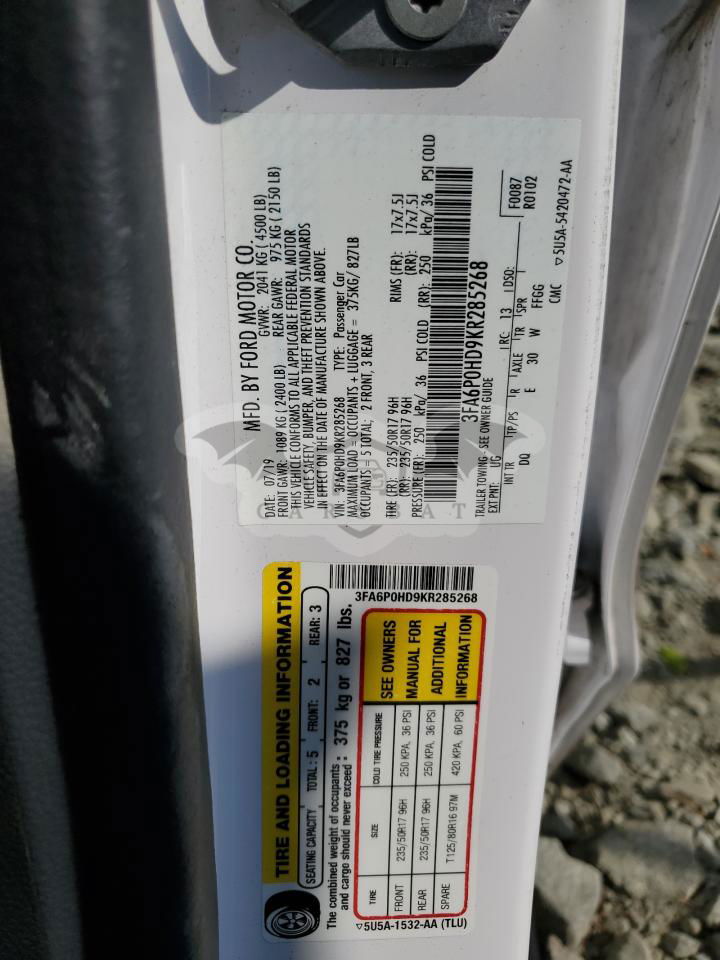 MFD. BY FORD MOTOR CO.
DATE: 07/19 GVWR: 2041 KG ( 4500 LB)
FRONT GAWR: 1089 KG ( 2400 LB) REAR GAWR: 975 KG ( 2150 LB)
THIS VEHICLE CONFORMS TO ALL APPLICABLE FEDERAL MOTOR
VEHICLE SAFETY, BUMPER, AND THEFT PREVENTION STANDARDS
IN EFFECT ON THE DATE OF MANUFACTURE SHOWN ABOVE.
VIN: 3FA6P0HD9KR285268 TYPE: Passenger Car
MAXIMUM LOAD = OCCUPANTS + LUGGAGE = 375KG/ 827LB
OCCUPANTS = 5 TOTAL; 2 FRONT, 3 REAR
TIRE (FR): 235/50R17 96H RIMS (FR): 17x7.5J
(RR): 235/50R17 96H (RR): 17x7.5J
PRESSURE (FR): 250 kPa/ 36 PSI COLD (RR): 250 kPa/ 36 PSI COLD
3FA6P0HD9KR285268
TRAILER TOWING - SEE OWNER GUIDE
EXT PNT: UG RC: 13 DSO: F0087
R0102
INT TR TP/PS R AXLE TR SPR
DQ E 30 W FFGG
CMC
▽5U5A-5420472-AA
CAR SAT
TIRE AND LOADING INFORMATION
SEATING CAPACITY TOTAL: 5 FRONT: 2 REAR: 3
The combined weight of occupants
and cargo should never exceed = 375 kg or 827 lbs.
3FA6P0HD9KR285268
TIRE SIZE COLD TIRE PRESSURE
FRONT 235/50R17 96H 250 KPA, 36 PSI
REAR 235/50R17 96H 250 KPA, 36 PSI
SPARE T125/80R16 97M 420 KPA, 60 PSI
SEE OWNERS
MANUAL FOR
ADDITIONAL
INFORMATION
▽5U5A-1532-AA (TLU)